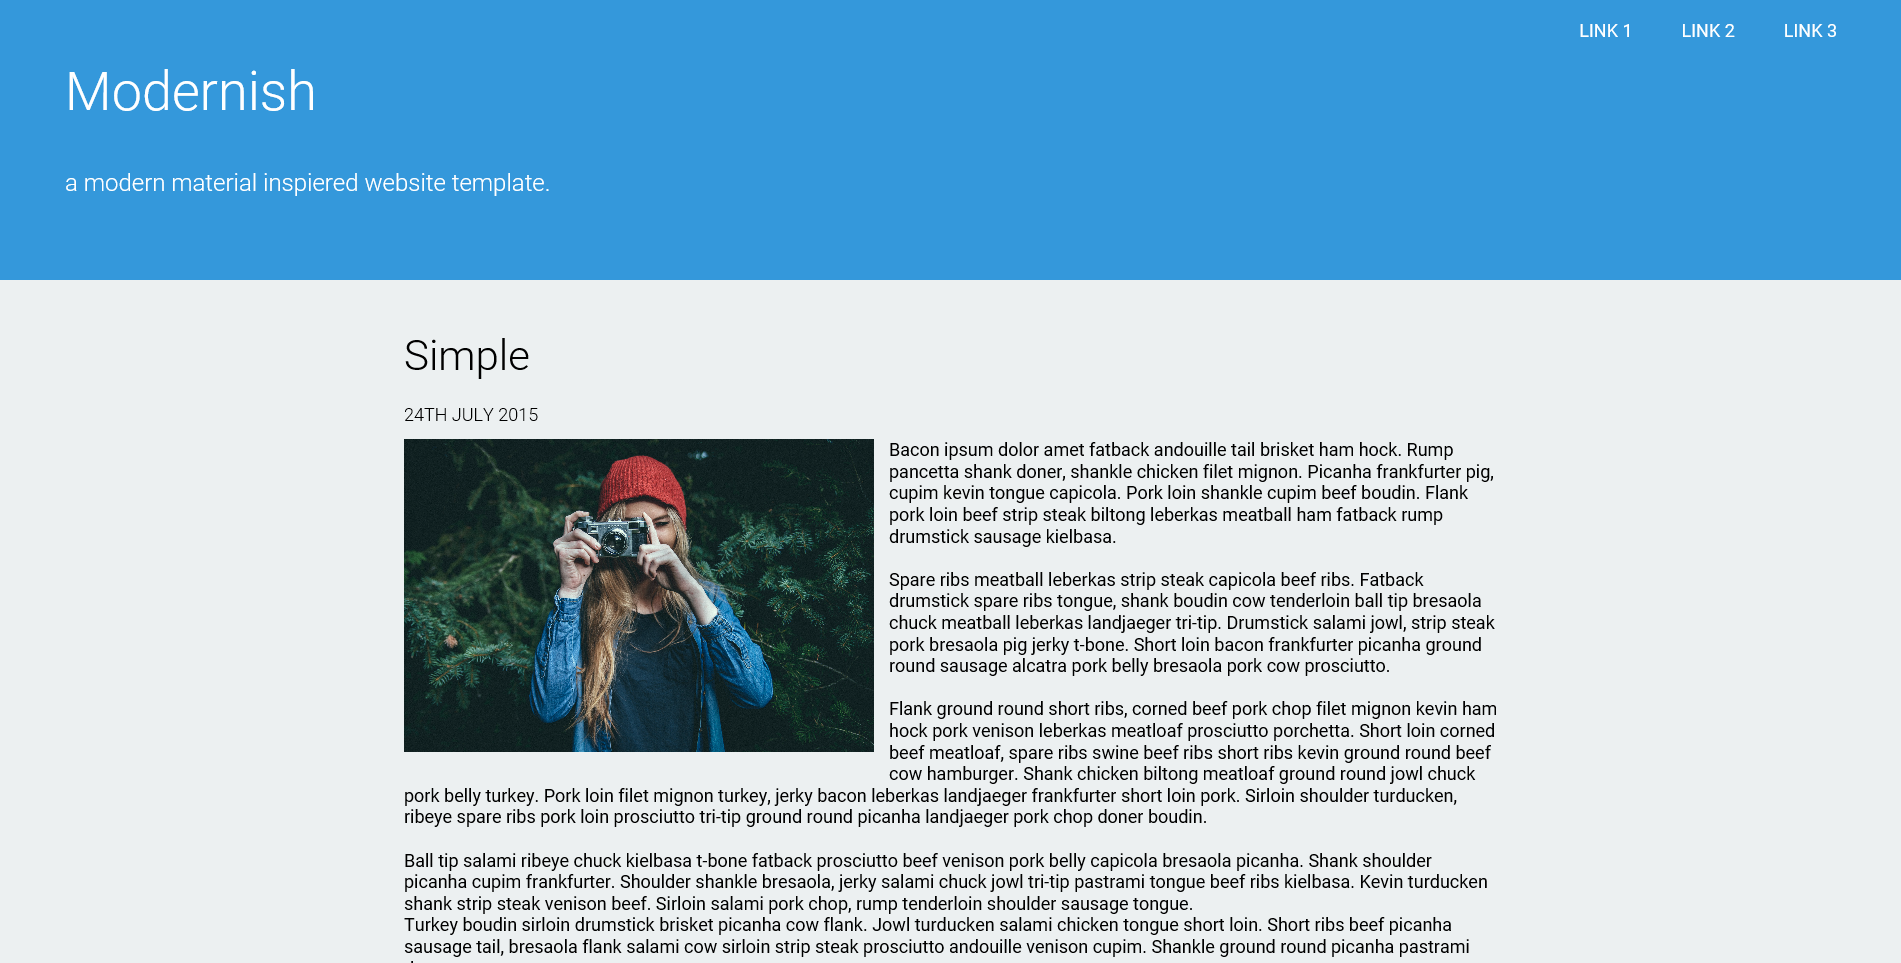 LINK 1 LINK 2 LINK 3
Modernish
a modern material inspiered website template.
Simple
24TH JULY 2015
Bacon ipsum dolor amet fatback andouille tail brisket ham hock. Rump
pancetta shank doner, shankle chicken filet mignon. Picanha frankfurter pig,
cupim kevin tongue capicola. Pork loin shankle cupim beef boudin. Flank
pork loin beef strip steak biltong leberkas meatball ham fatback rump
drumstick sausage kielbasa.
Spare ribs meatball leberkas strip steak capicola beef ribs. Fatback
drumstick spare ribs tongue, shank boudin cow tenderloin ball tip bresaola
chuck meatball leberkas landjaeger tri-tip. Drumstick salami jowl, strip steak
pork bresaola pig jerky t-bone. Short loin bacon frankfurter picanha ground
round sausage alcatra pork belly bresaola pork cow prosciutto.
Flank ground round short ribs, corned beef pork chop filet mignon kevin ham
hock pork venison leberkas meatloaf prosciutto porchetta. Short loin corned
beef meatloaf, spare ribs swine beef ribs short ribs kevin ground round beef
cow hamburger. Shank chicken biltong meatloaf ground round jowl chuck
pork belly turkey. Pork loin filet mignon turkey, jerky bacon leberkas landjaeger frankfurter short loin pork. Sirloin shoulder turducken,
ribeye spare ribs pork loin prosciutto tri-tip ground round picanha landjaeger pork chop doner boudin.
Ball tip salami ribeye chuck kielbasa t-bone fatback prosciutto beef venison pork belly capicola bresaola picanha. Shank shoulder
picanha cupim frankfurter. Shoulder shankle bresaola, jerky salami chuck jowl tri-tip pastrami tongue beef ribs kielbasa. Kevin turducken
shank strip steak venison beef. Sirloin salami pork chop, rump tenderloin shoulder sausage tongue.
Turkey boudin sirloin drumstick brisket picanha cow flank. Jowl turducken salami chicken tongue short loin. Short ribs beef picanha
sausage tail, bresaola flank salami cow sirloin strip steak prosciutto andouille venison cupim. Shankle ground round picanha pastrami